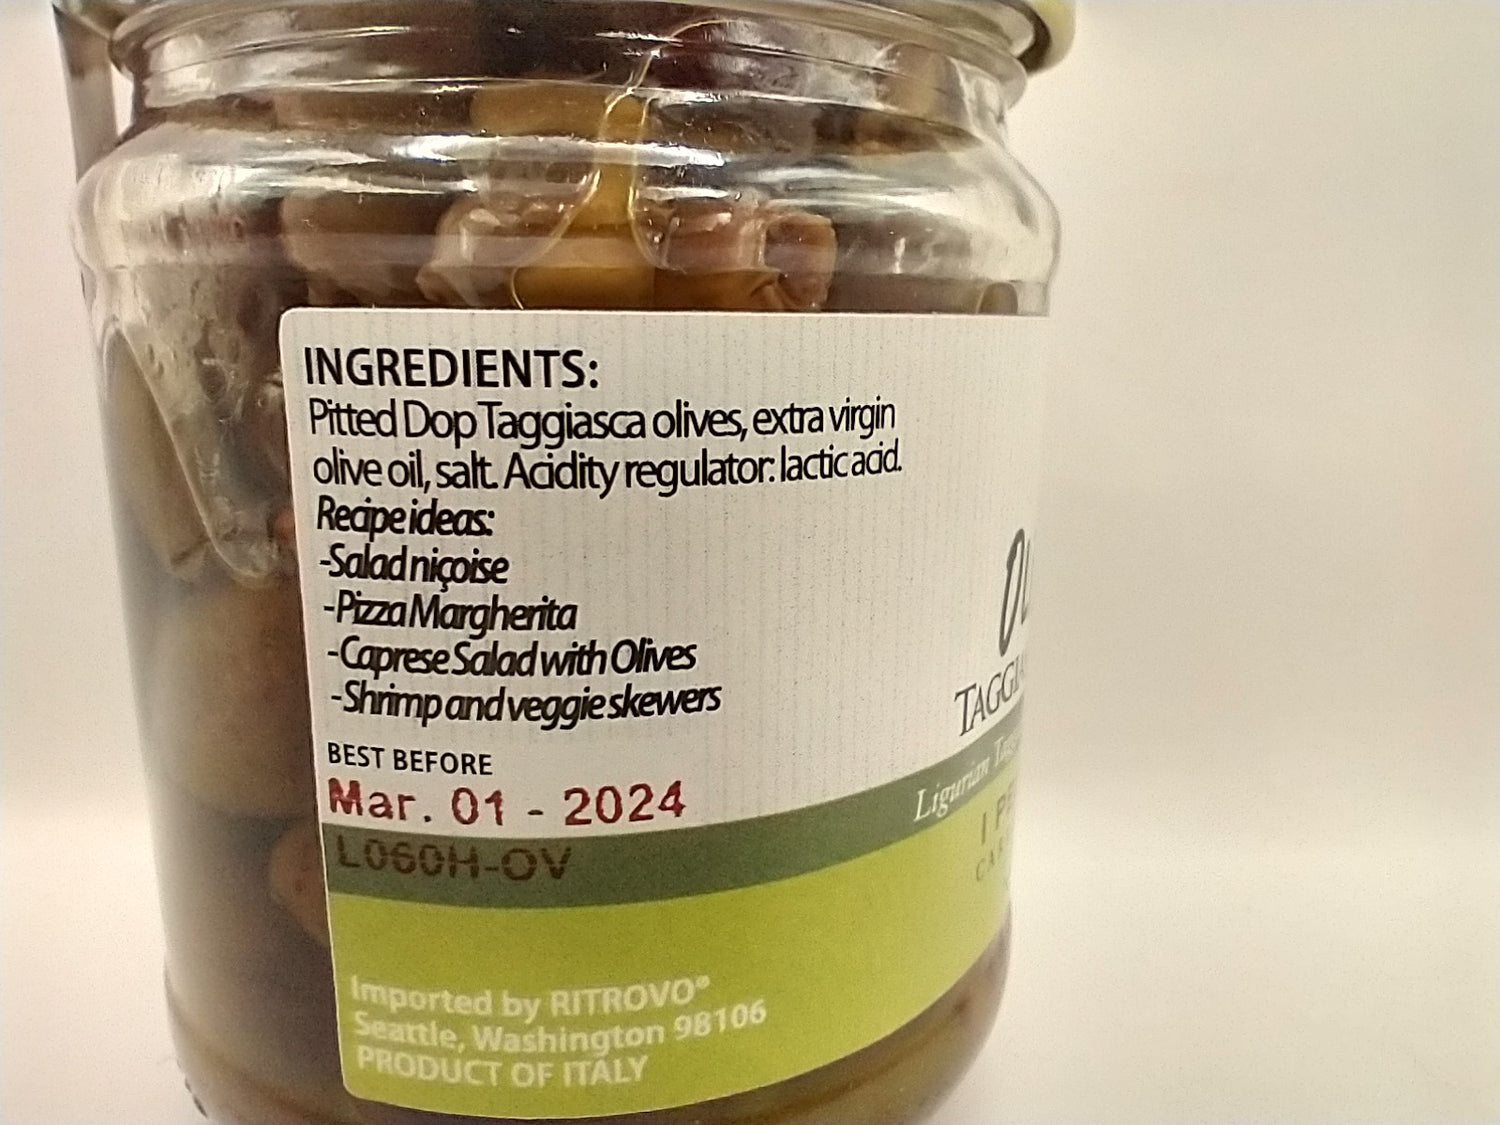 INGREDIENTS:
Pitted Dop Taggiasca olives, extra virgin
olive oil, salt. Acidity regulator: lactic acid.
Recipe ideas:
-Salad niçoise
-Pizza Margherita
-Caprese Salad with Olives
-Shrimp and veggie skewers
BEST BEFORE
Mar. 01 - 2024
L060H-OV
Imported by RITROVO®
Seattle, Washington 98106
PRODUCT OF ITALY
Ligurian